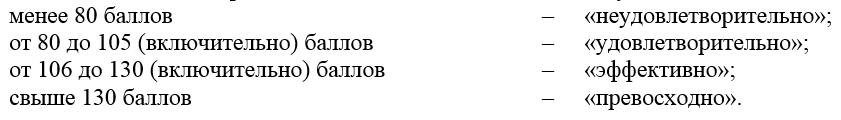 менее 80 баллов – «неудовлетворительно»;
от 80 до 105 (включительно) баллов – «удовлетворительно»;
от 106 до 130 (включительно) баллов – «эффективно»;
свыше 130 баллов – «превосходно».